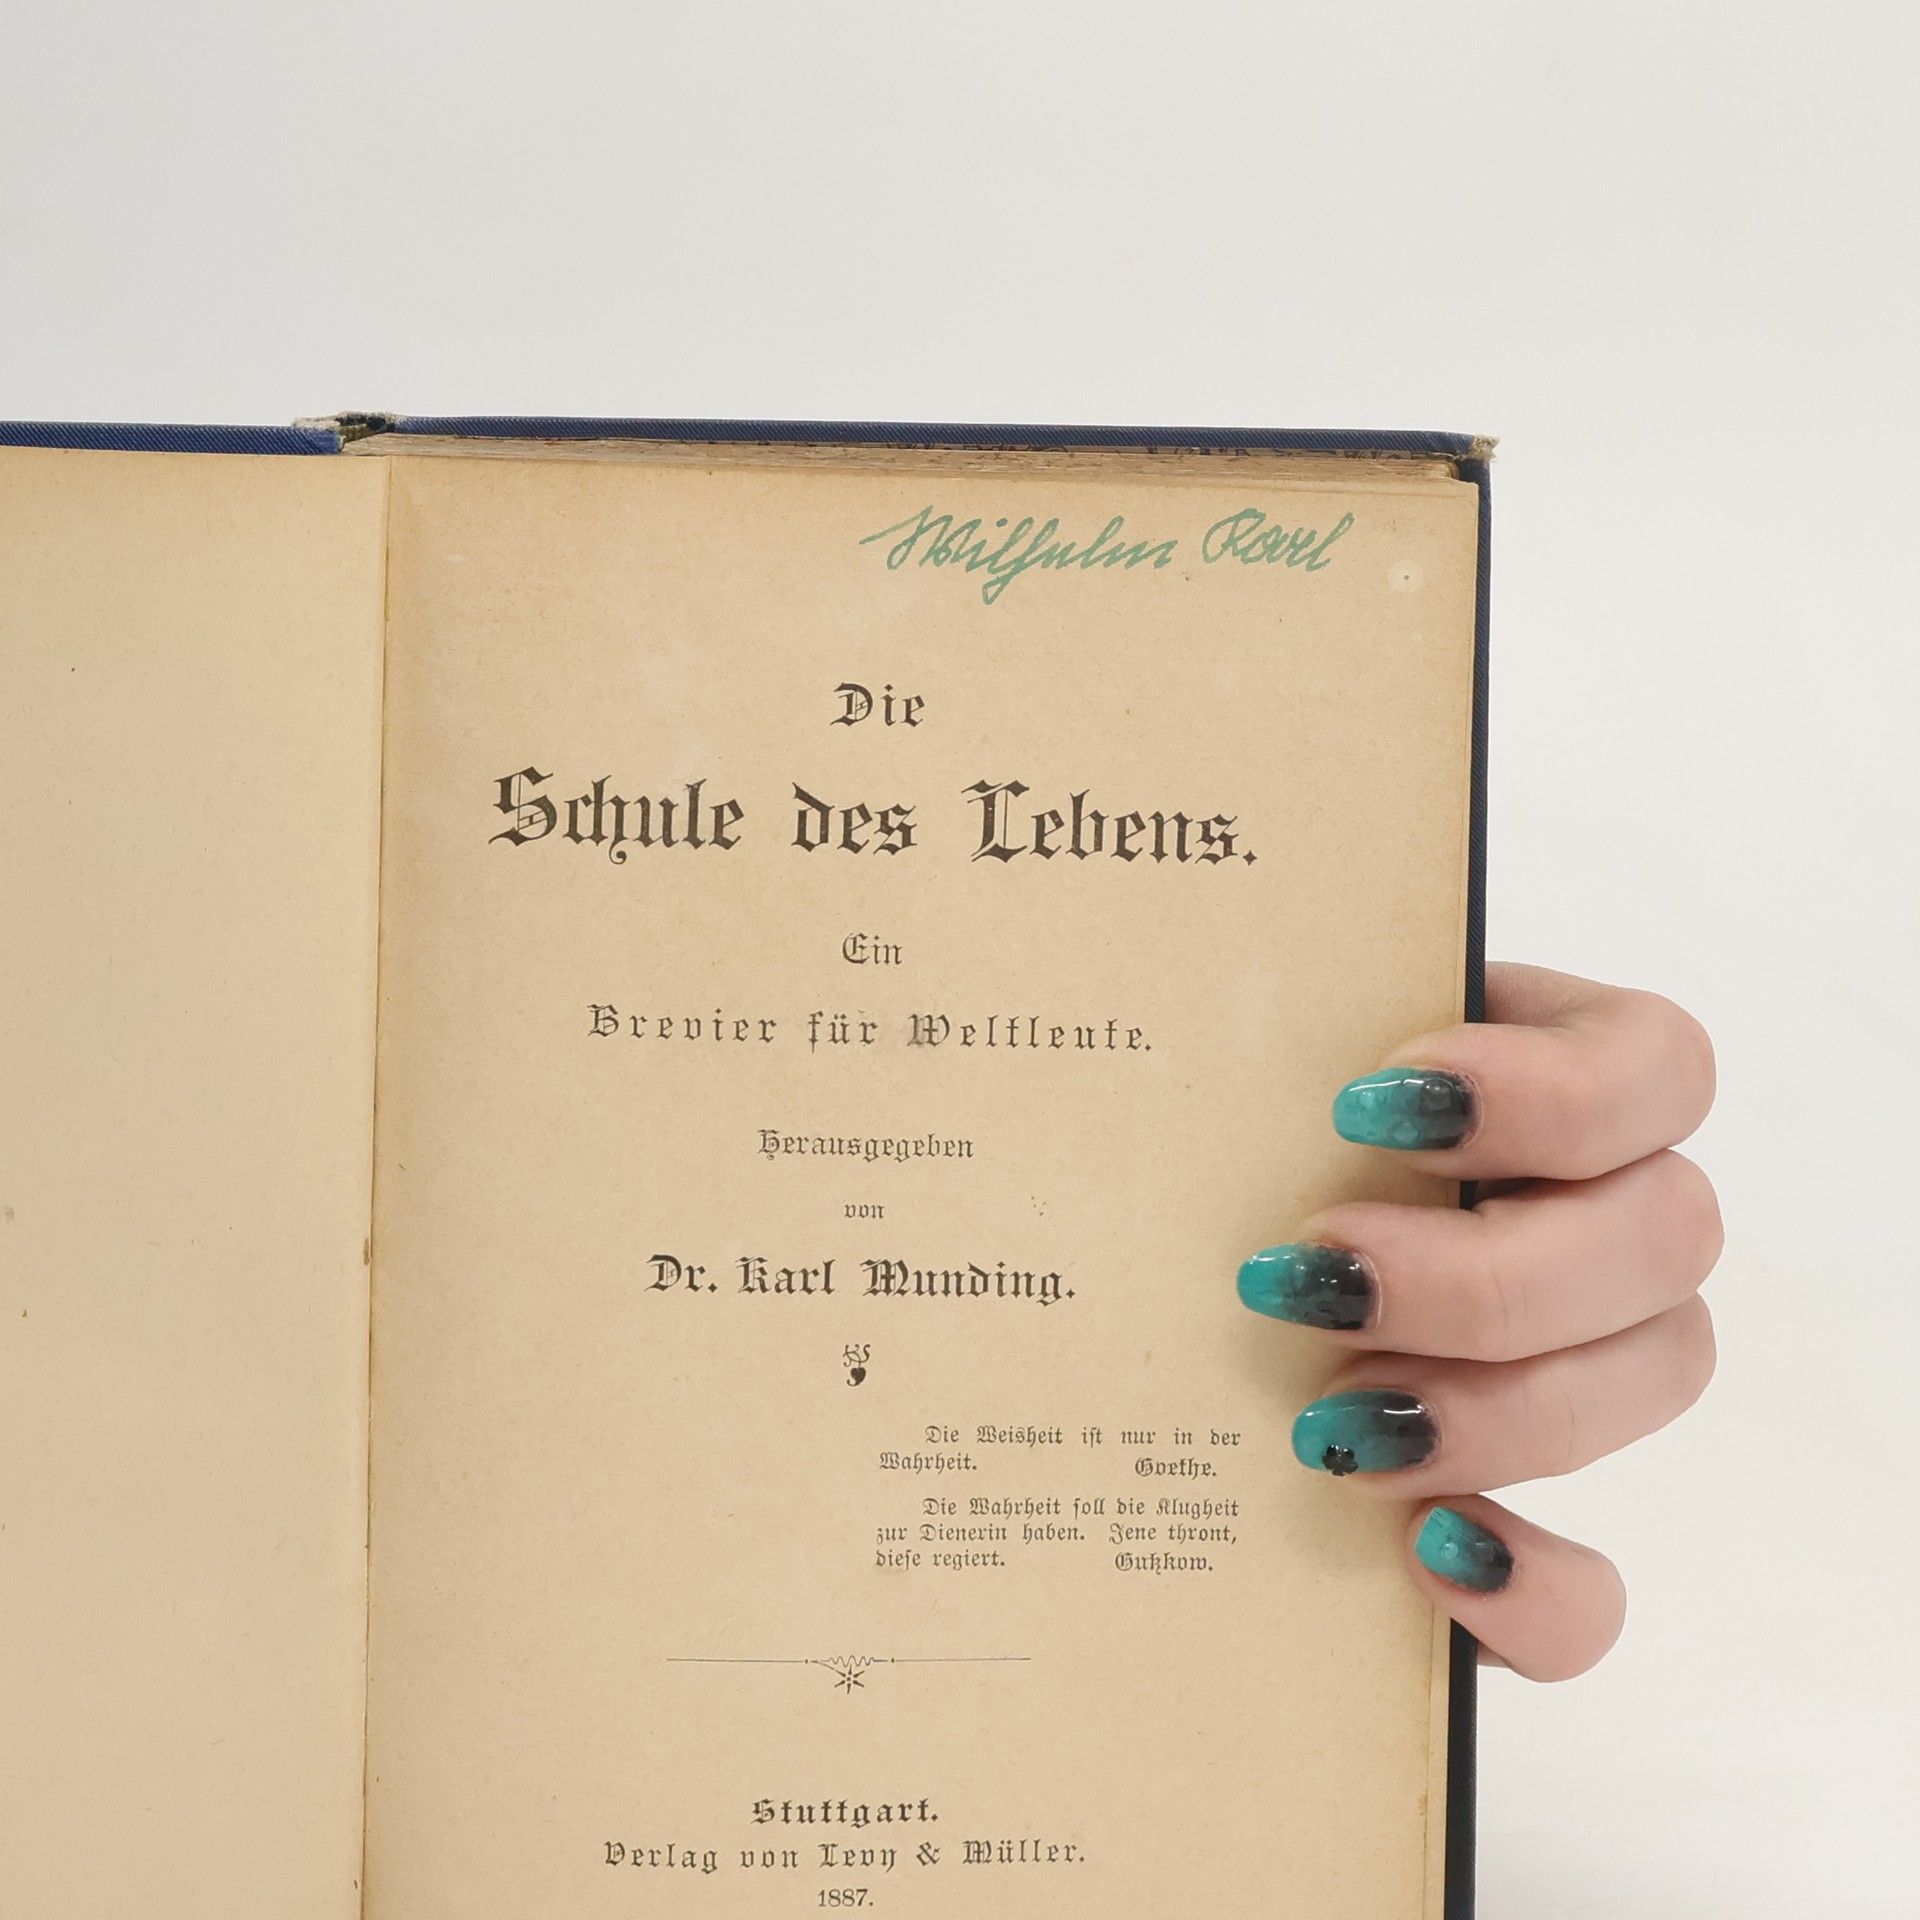 Wilhelm Karl
Die
Schule des Lebens.
Ein
Brevier für Weltleute.
Herausgegeben
von
Dr. Karl Munding.
Die Weisheit iſt nur in der
Wahrheit. Goethe.
Die Wahrheit ſoll die Klugheit
zur Dienerin haben. Jene thront,
dieſe regiert. Gutzkow.
Stuttgart.
Verlag von Levy & Müller.
1887.